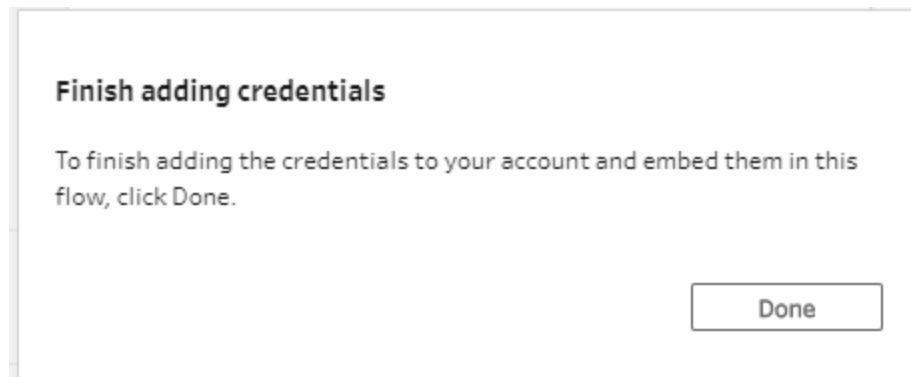 Finish adding credentials
To finish adding the credentials to your account and embed them in this
flow, click Done.
Done